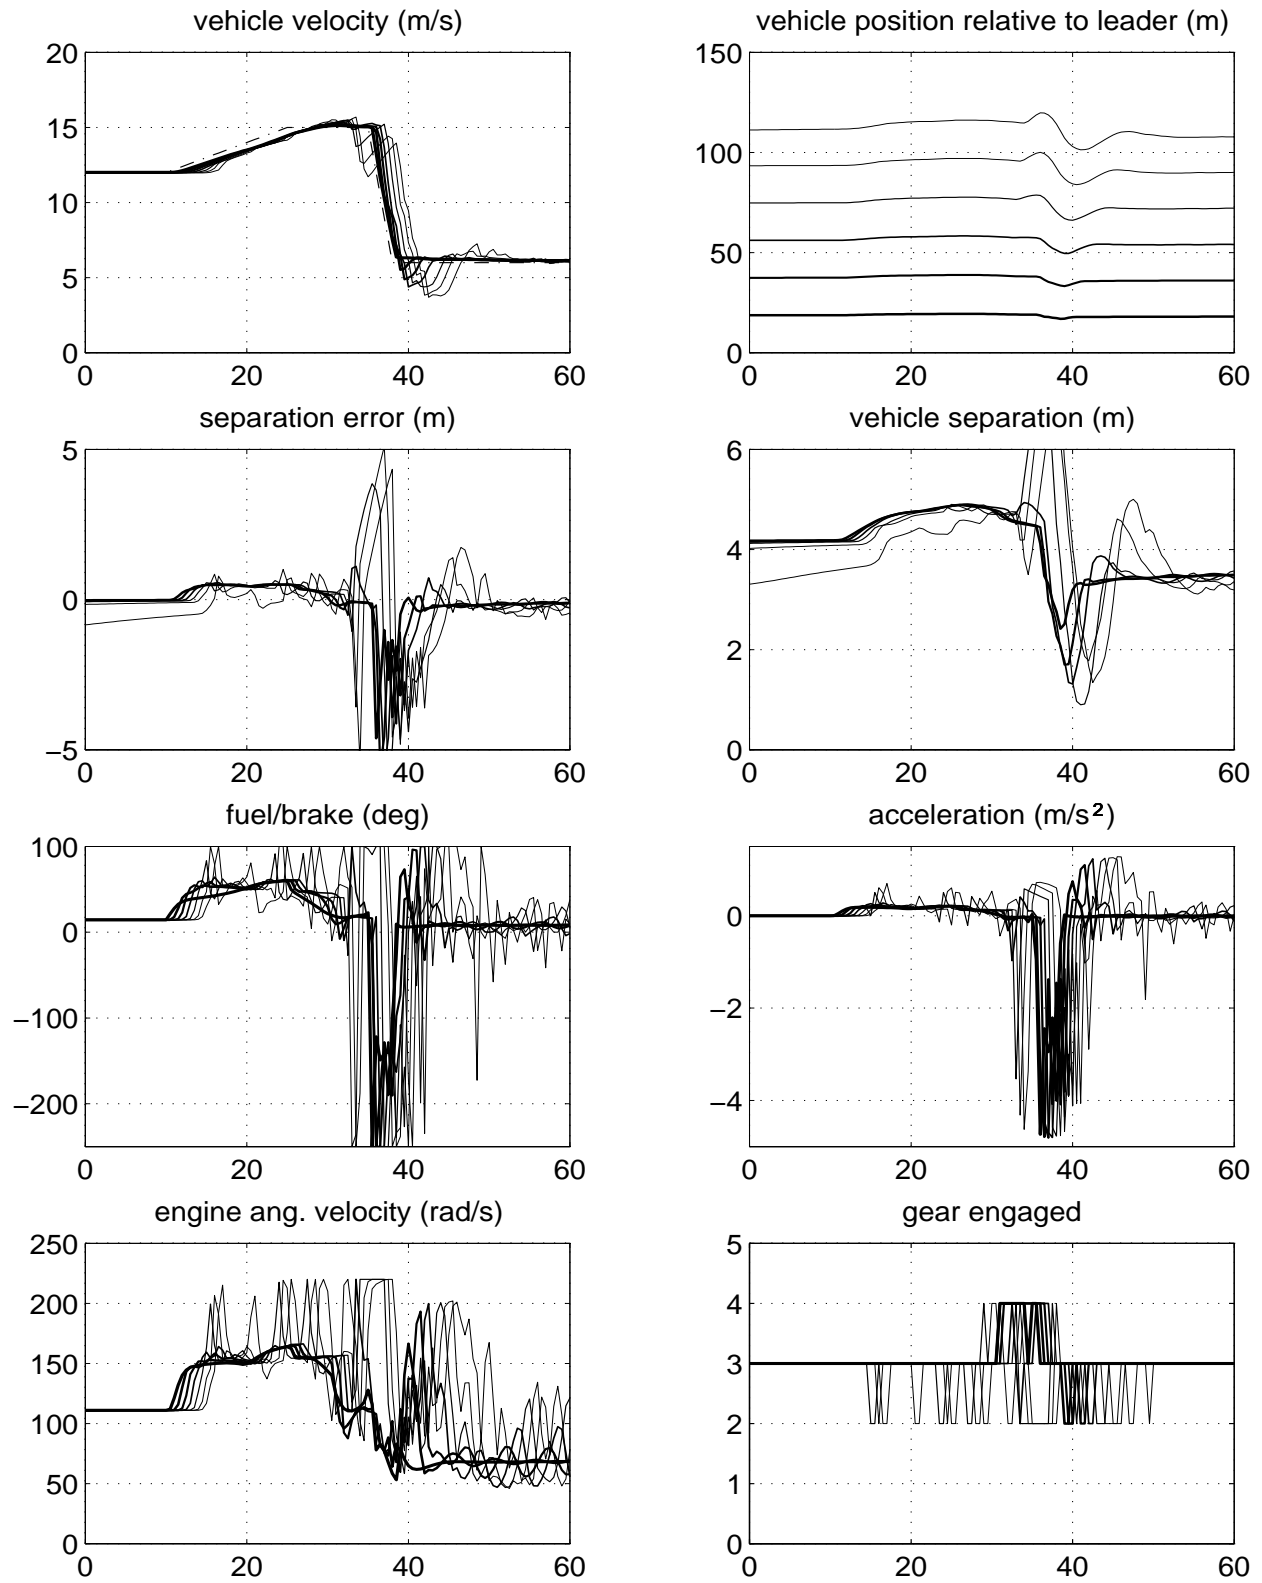 vehicle velocity (m/s)
20
15
10
5
0
0 20 40 60
vehicle position relative to leader (m)
150
100
50
0
0 20 40 60
separation error (m)
5
0
−5
0 20 40 60
vehicle separation (m)
6
4
2
0
0 20 40 60
fuel/brake (deg)
100
0
−100
−200
0 20 40 60
acceleration (m/s²)
0
−2
−4
0 20 40 60
engine ang. velocity (rad/s)
250
200
150
100
50
0
0 20 40 60
gear engaged
5
4
3
2
1
0
0 20 40 60